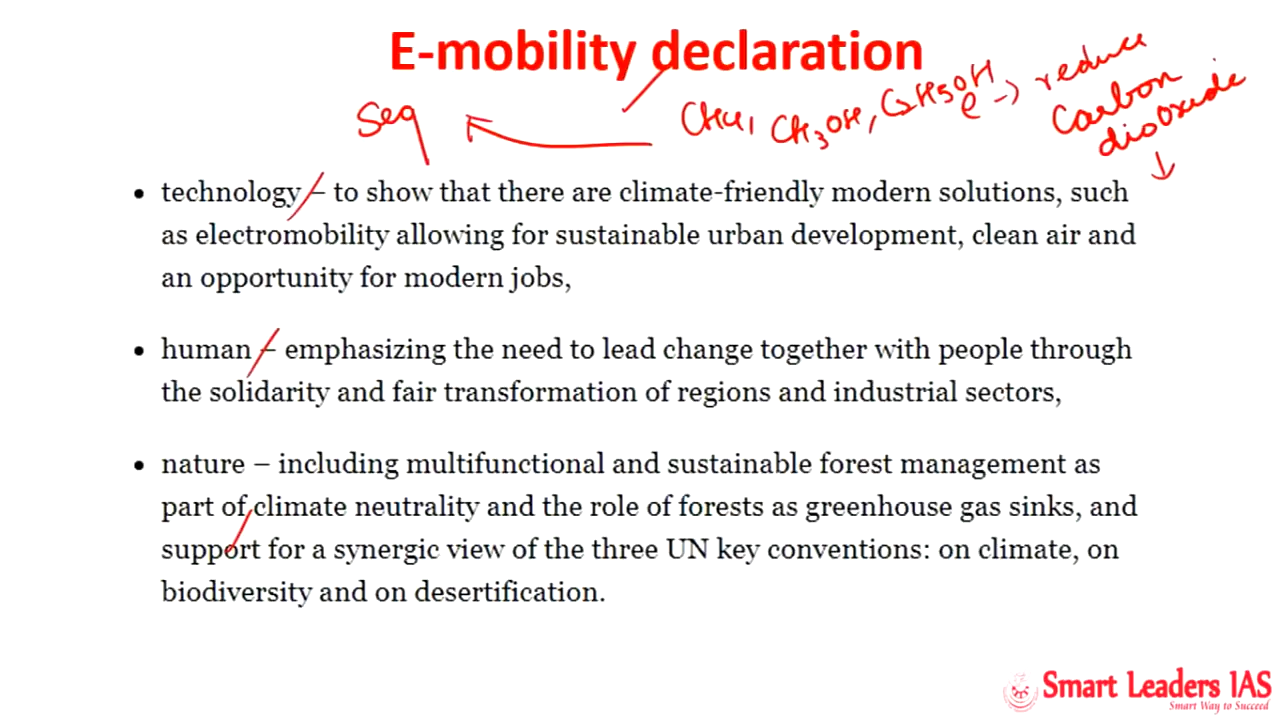 E-mobility declaration
reduce
Carbon
dioxide
Seq
CH3OH, C2H5OH
e
• technology – to show that there are climate-friendly modern solutions, such
as electromobility allowing for sustainable urban development, clean air and
an opportunity for modern jobs,
• human – emphasizing the need to lead change together with people through
the solidarity and fair transformation of regions and industrial sectors,
• nature – including multifunctional and sustainable forest management as
part of climate neutrality and the role of forests as greenhouse gas sinks, and
support for a synergic view of the three UN key conventions: on climate, on
biodiversity and on desertification.
Smart Leaders IAS
Smart Way to Succeed